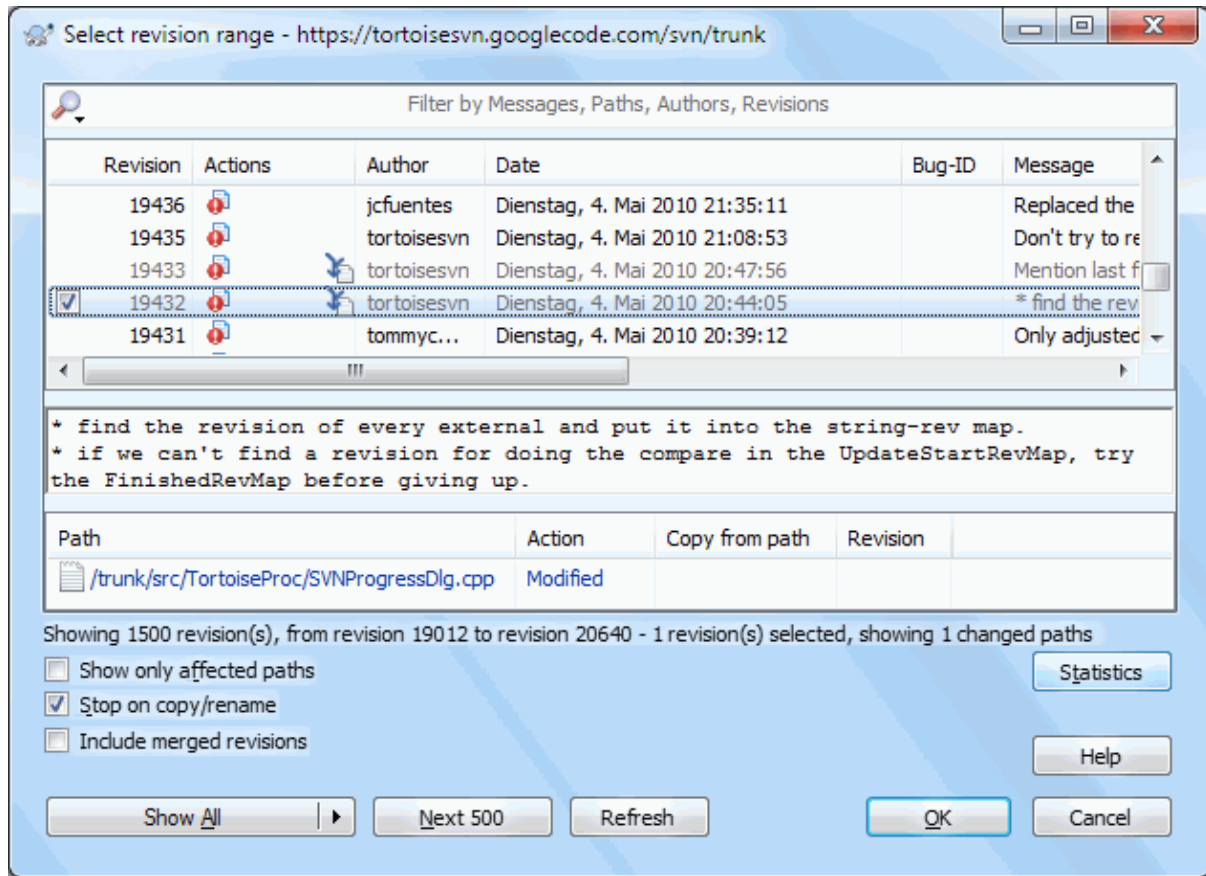 Select revision range - https://tortoisesvn.googlecode.com/svn/trunk
Filter by Messages, Paths, Authors, Revisions
Revision Actions Author Date Bug-ID Message
19436 jcfuentes Dienstag, 4. Mai 2010 21:35:11 Replaced the
19435 tortoisesvn Dienstag, 4. Mai 2010 21:08:53 Don't try to re
19433 tortoisesvn Dienstag, 4. Mai 2010 20:47:56 Mention last f
19432 tortoisesvn Dienstag, 4. Mai 2010 20:44:05 * find the rev
19431 tommyc... Dienstag, 4. Mai 2010 20:39:12 Only adjusted
* find the revision of every external and put it into the string-rev map.
* if we can't find a revision for doing the compare in the UpdateStartRevMap, try
the FinishedRevMap before giving up.
Path Action Copy from path Revision
/trunk/src/TortoiseProc/SVNProgressDlg.cpp Modified
Showing 1500 revision(s), from revision 19012 to revision 20640 - 1 revision(s) selected, showing 1 changed paths
Show only affected paths
Statistics
Stop on copy/rename
Include merged revisions
Help
Show All Next 500 Refresh OK Cancel